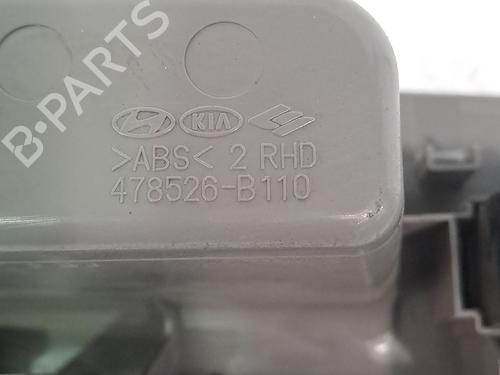 B-PARTS
KIA
>ABS< 2 RHD
478526-B110